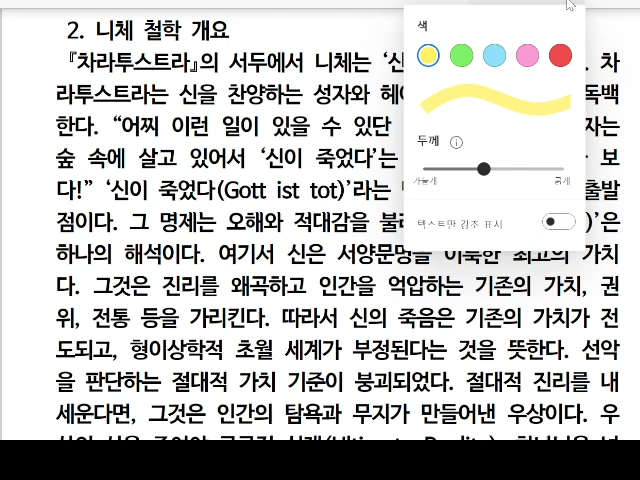 2. 니체 철학 개요
『차라투스트라』의 서두에서 니체는 ‘신 . 차
라투스트라는 신을 찬양하는 성자와 헤어 독백
한다. “어찌 이런 일이 있을 수 있단 자는
숲 속에 살고 있어서 ‘신이 죽었다’는 보
다!” ‘신이 죽었다(Gott ist tot)’라는 출발
점이다. 그 명제는 오해와 적대감을 불러 )’은
하나의 해석이다. 여기서 신은 서양문명을 이룩한 최고의 가치
다. 그것은 진리를 왜곡하고 인간을 억압하는 기존의 가치, 권
위, 전통 등을 가리킨다. 따라서 신의 죽음은 기존의 가치가 전
도되고, 형이상학적 초월 세계가 부정된다는 것을 뜻한다. 선악
을 판단하는 절대적 가치 기준이 붕괴되었다. 절대적 진리를 내
세운다면, 그것은 인간의 탐욕과 무지가 만들어낸 우상이다. 우
색
두께
가늘게 굵게
텍스트만 강조 표시